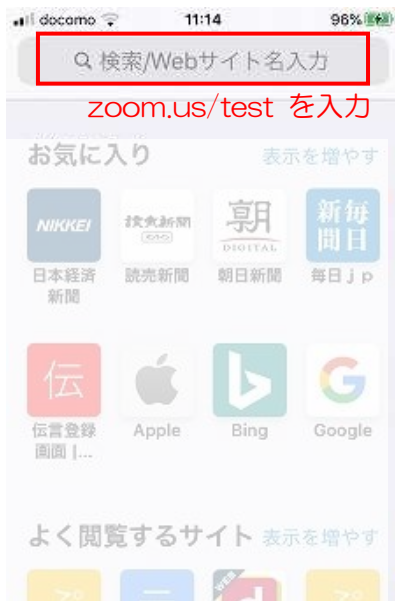 docomo 11:14 96%
検索/Webサイト名入力
zoom.us/test を入力
お気に入り 表示を増やす
NIKKEI 讀賣新聞 朝 DIGITAL 新毎聞日
日本経済新聞 読売新聞 朝日新聞 毎日jp
伝 G
伝言登録画面 |... Apple Bing Google
よく閲覧するサイト 表示を増やす
WEB